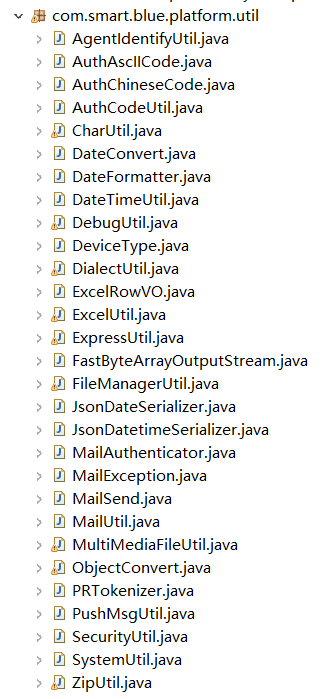 com.smart.blue.platform.util
AgentIdentifyUtil.java
AuthAscIICode.java
AuthChineseCode.java
AuthCodeUtil.java
CharUtil.java
DateConvert.java
DateFormatter.java
DateTimeUtil.java
DebugUtil.java
DeviceType.java
DialectUtil.java
ExcelRowVO.java
ExcelUtil.java
ExpressUtil.java
FastByteArrayOutputStream.java
FileManagerUtil.java
JsonDateSerializer.java
JsonDatetimeSerializer.java
MailAuthenticator.java
MailException.java
MailSend.java
MailUtil.java
MultiMediaFileUtil.java
ObjectConvert.java
PRTokenizer.java
PushMsgUtil.java
SecurityUtil.java
SystemUtil.java
ZipUtil.java